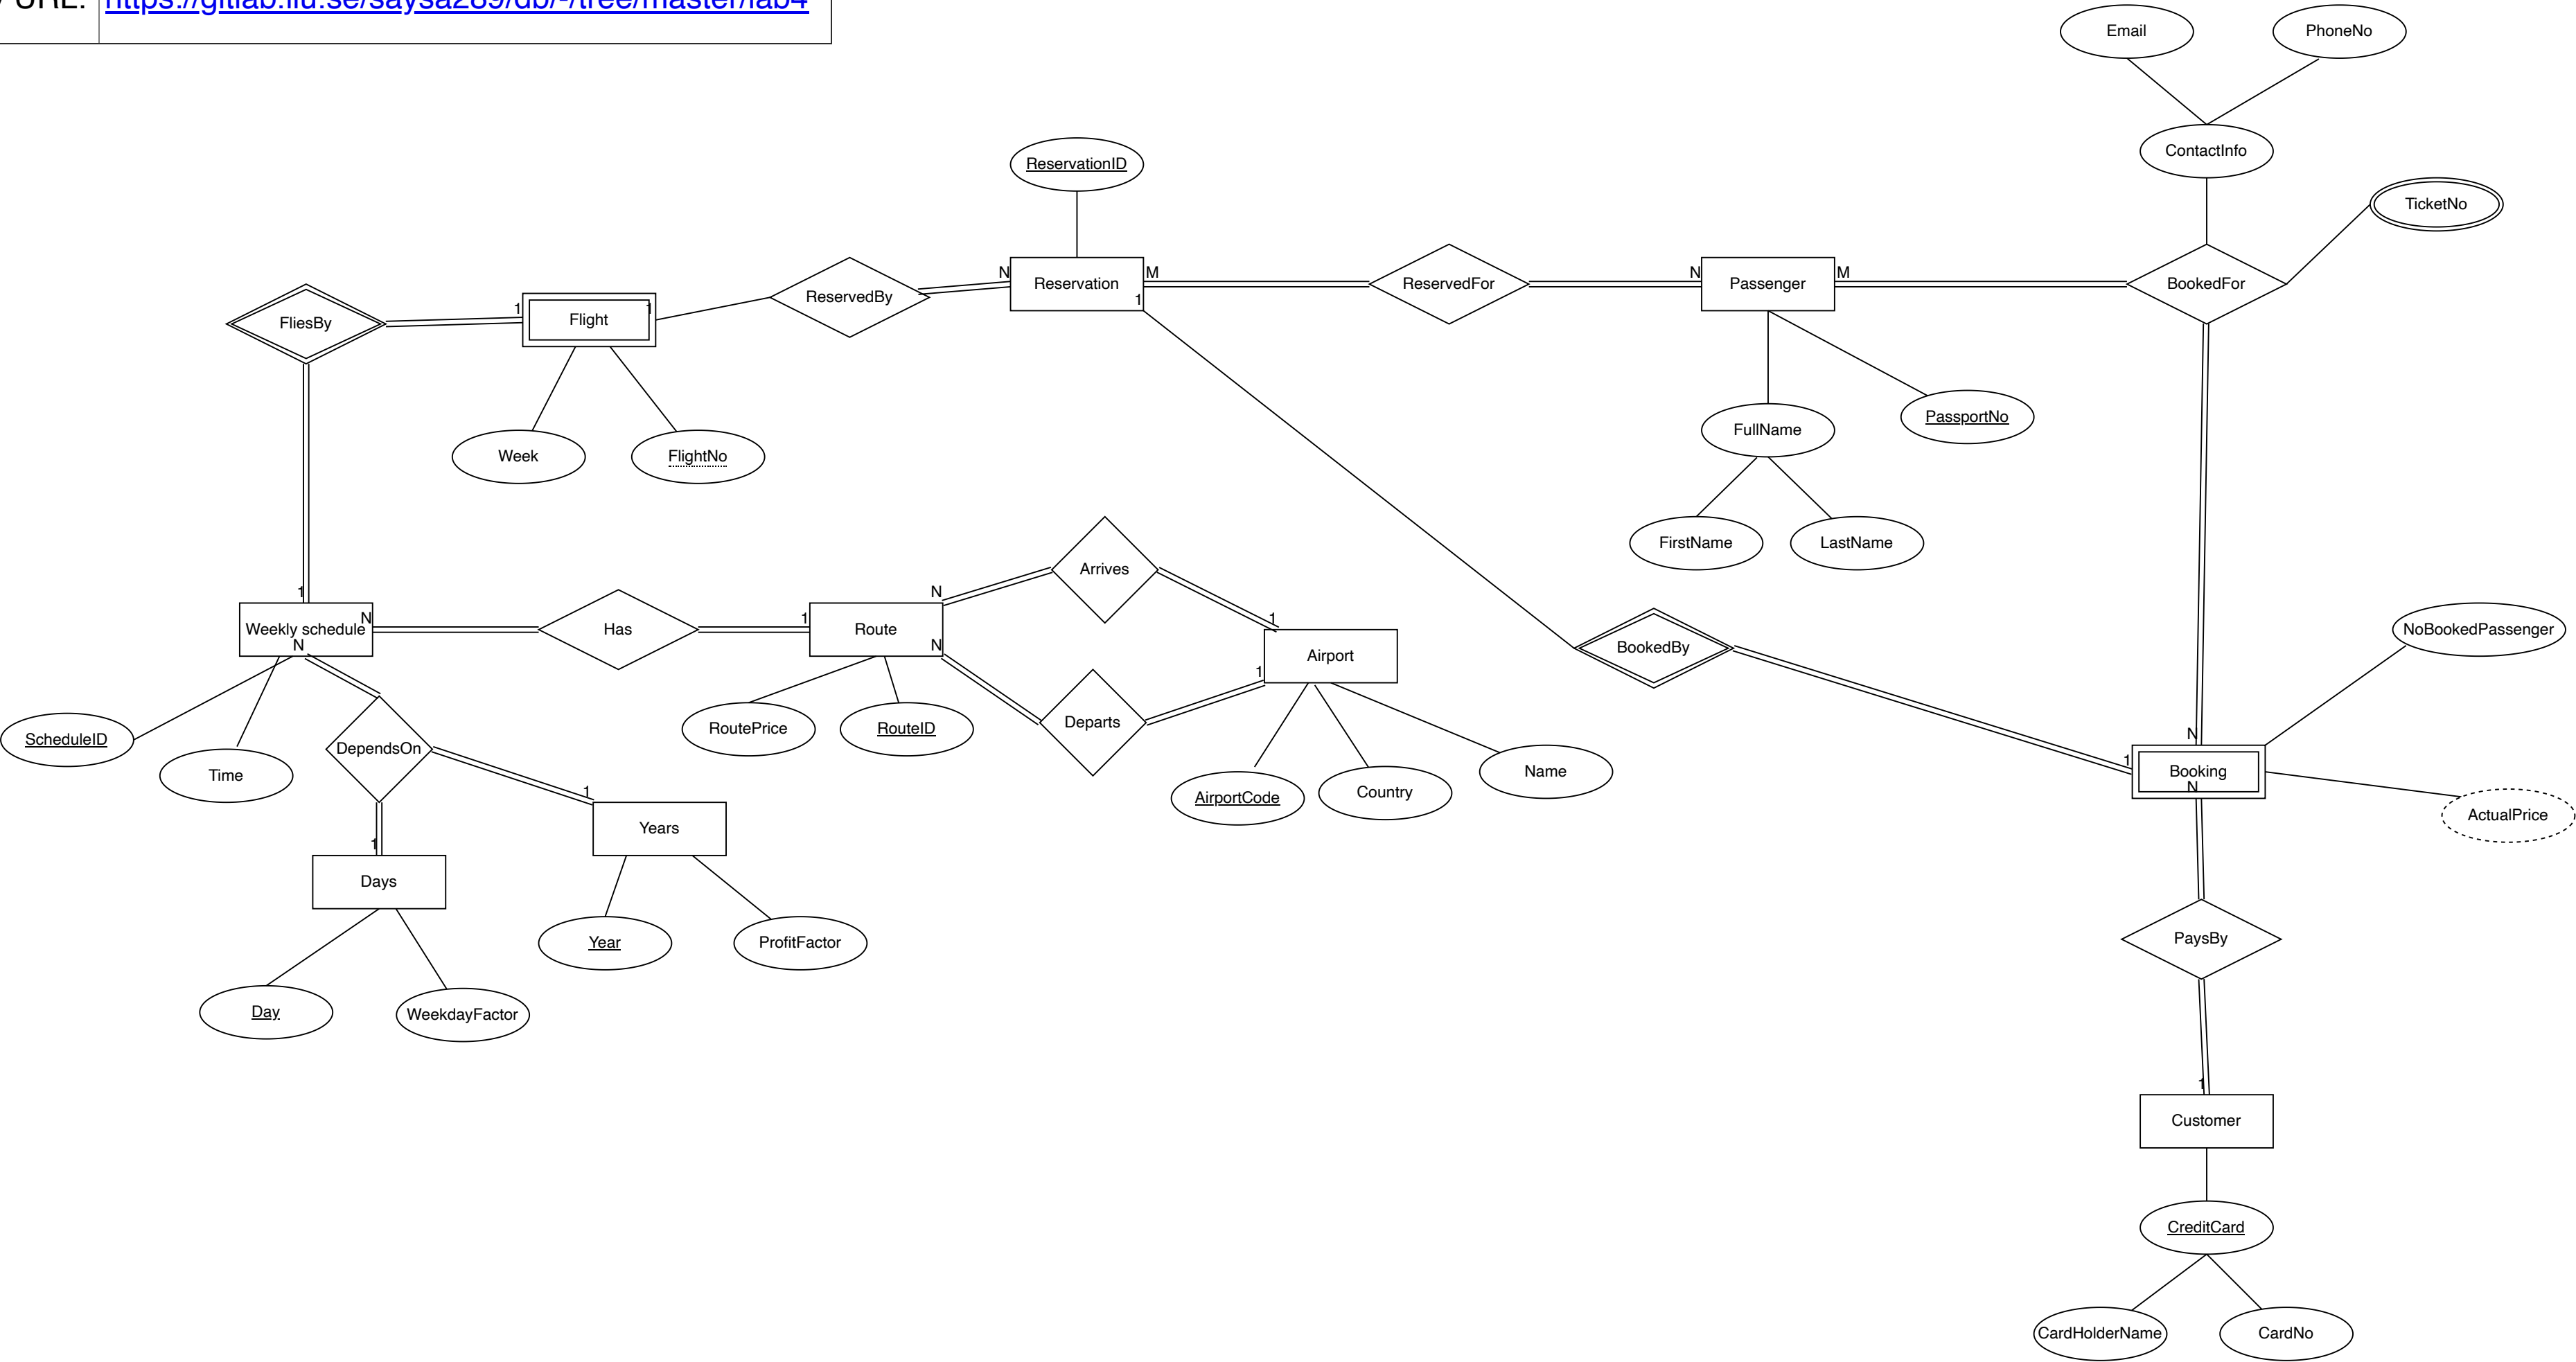 URL:
https://gitlab.liu.se/saysa289/db/-/tree/master/lab4
Email
PhoneNo
ContactInfo
TicketNo
ReservationID
N
Reservation
M
1
ReservedFor
N
Passenger
M
BookedFor
FliesBy
1
Flight
1
ReservedBy
Week
FlightNo
FullName
PassportNo
FirstName
LastName
1
Weekly schedule
N
N
Has
1
Route
N
N
Arrives
1
Airport
1
Departs
BookedBy
NoBookedPassenger
N
1
Booking
N
ActualPrice
ScheduleID
Time
DependsOn
RoutePrice
RouteID
AirportCode
Country
Name
1
Years
1
Days
Year
ProfitFactor
Day
WeekdayFactor
PaysBy
1
Customer
CreditCard
CardHolderName
CardNo